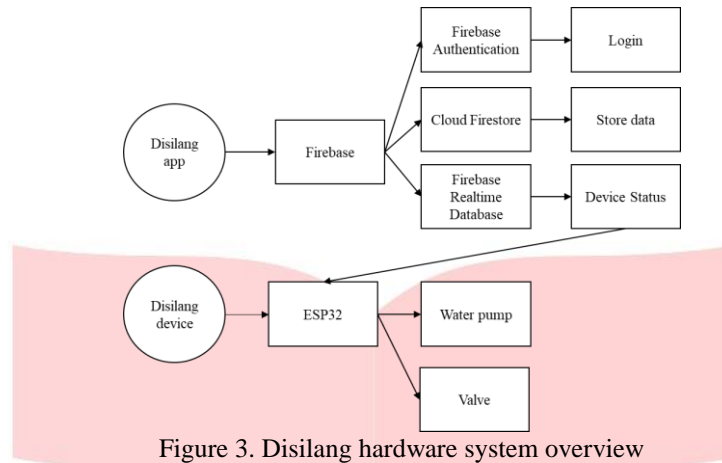 Firebase
Authentication
Login
Disilang
app
Firebase
Cloud Firestore
Store data
Firebase
Realtime
Database
Device Status
Disilang
device
ESP32
Water pump
Valve
Figure 3. Disilang hardware system overview